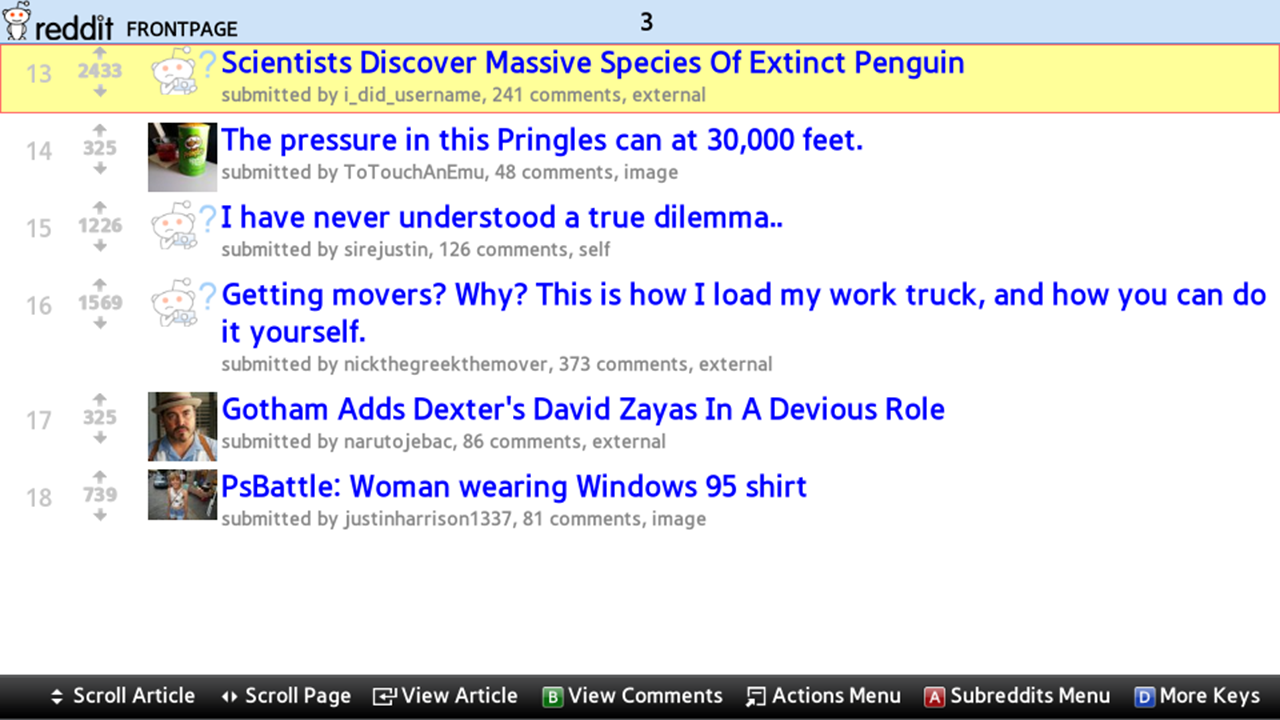 reddit FRONTPAGE 3
13 2433 ? Scientists Discover Massive Species Of Extinct Penguin
submitted by i_did_username, 241 comments, external
14 325 The pressure in this Pringles can at 30,000 feet.
submitted by ToTouchAnEmu, 48 comments, image
15 1226 ? I have never understood a true dilemma..
submitted by sirejustin, 126 comments, self
16 1569 ? Getting movers? Why? This is how I load my work truck, and how you can do
it yourself.
submitted by nickthegreekthemover, 373 comments, external
17 325 Gotham Adds Dexter's David Zayas In A Devious Role
submitted by narutojebac, 86 comments, external
18 739 PsBattle: Woman wearing Windows 95 shirt
submitted by justinharrison1337, 81 comments, image
Scroll Article Scroll Page View Article B View Comments Actions Menu A Subreddits Menu D More Keys